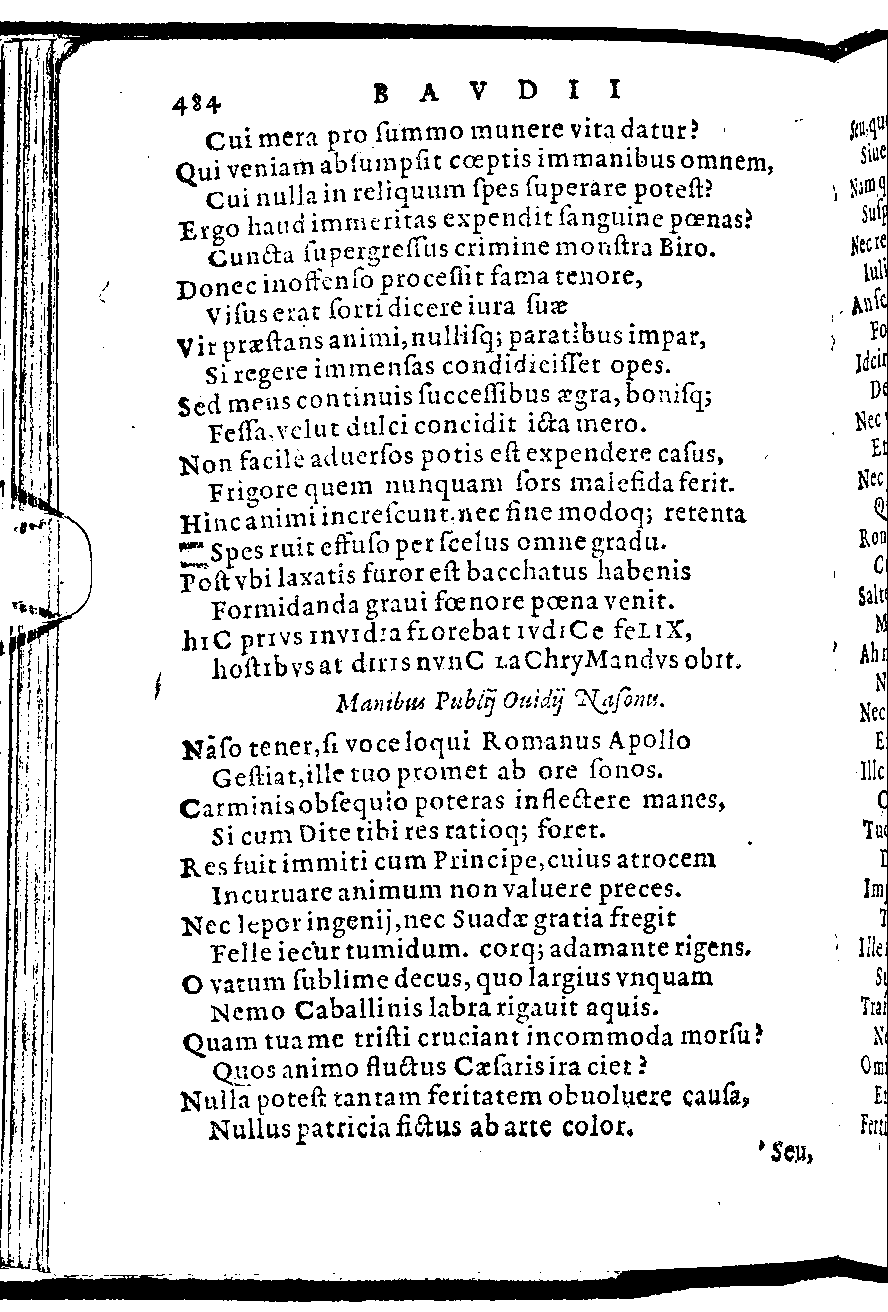 484 BAVDII
Cui mera pro ſummo munere vita datur?
Qui veniam abſumpſit cœptis immanibus omnem,
Cui nulla in reliquum ſpes ſuperare poteſt?
Ergo haud immeritas expendit ſanguine pœnas?
Cuncta ſupergreſſus crimine monſtra Biro.
Donec inoffenſo proceſſit fama tenore,
Viſus erat ſorti dicere iura ſuæ
Vir præſtans animi, nullisq; paratibus impar,
Si regere immenſas condidiciſſet opes.
Sed mens continuis ſucceſſibus ægra, boniſq;
Feſſa, velut dulci concidit icta mero.
Non facile aduerſos potis eſt expendere caſus,
Frigore quem nunquam ſors malefida ferit.
Hinc animi increſcunt, nec fine modoq; retenta
Spes ruit effuſo per ſcelus omne gradu.
Poſt vbi laxatis furor eſt bacchatus habenis
Formidanda graui fœnore pœna venit.
hIC prIVs InVIdIa fLorebat IVdICe feLIX,
hoſtIbVs at DIrIs nVnC LaChryMandVs obIt.
Manibus Publij Ouidij Naſonis.
Naſo tener, ſi voce loqui Romanus Apollo
Geſtiat, ille tuo promet ab ore ſonos.
Carminis obſequio poteras inflectere manes,
Si cum Dite tibi res ratioq; foret.
Res fuit immiti cum Principe, cuius atrocem
Incuruare animum non valuere preces.
Nec lepor ingenij, nec Suadæ gratia fregit
Felle iecur tumidum. corq; adamante rigens.
O vatum ſublime decus, quo largius vnquam
Nemo Caballinis labra rigauit aquis.
Quam tua me triſti cruciant incommoda morſu?
Quos animo fluctus Cæſaris ira ciet?
Nulla poteſt tantam feritatem obuoluere cauſa,
Nullus patricia fictus ab arte color.
Seu,